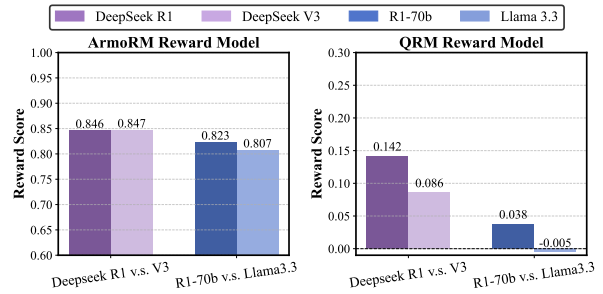 DeepSeek R1 DeepSeek V3 R1-70b Llama 3.3
ArmoRM Reward Model
Reward Score
1.00
0.95
0.90
0.85
0.80
0.75
0.70
0.65
0.60
0.846 0.847
0.823 0.807
Deepseek R1 v.s. V3 R1-70b v.s. Llama3.3
QRM Reward Model
Reward Score
0.30
0.25
0.20
0.15
0.10
0.05
0.00
0.142 0.086
0.038 -0.005
Deepseek R1 v.s. V3 R1-70b v.s. Llama3.3